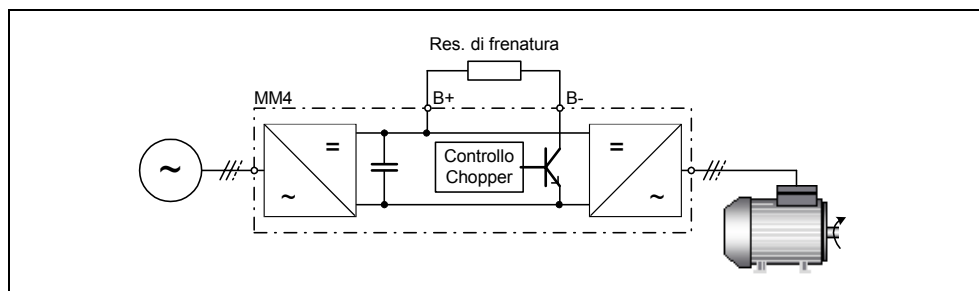 Res. di frenatura
MM4
B+
B-
=
~
~
Controllo
Chopper
=
~